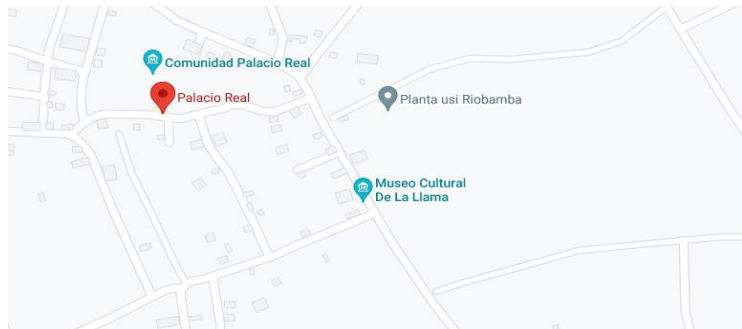 Comunidad Palacio Real
Palacio Real
Planta usi Riobamba
Museo Cultural
De La Llama